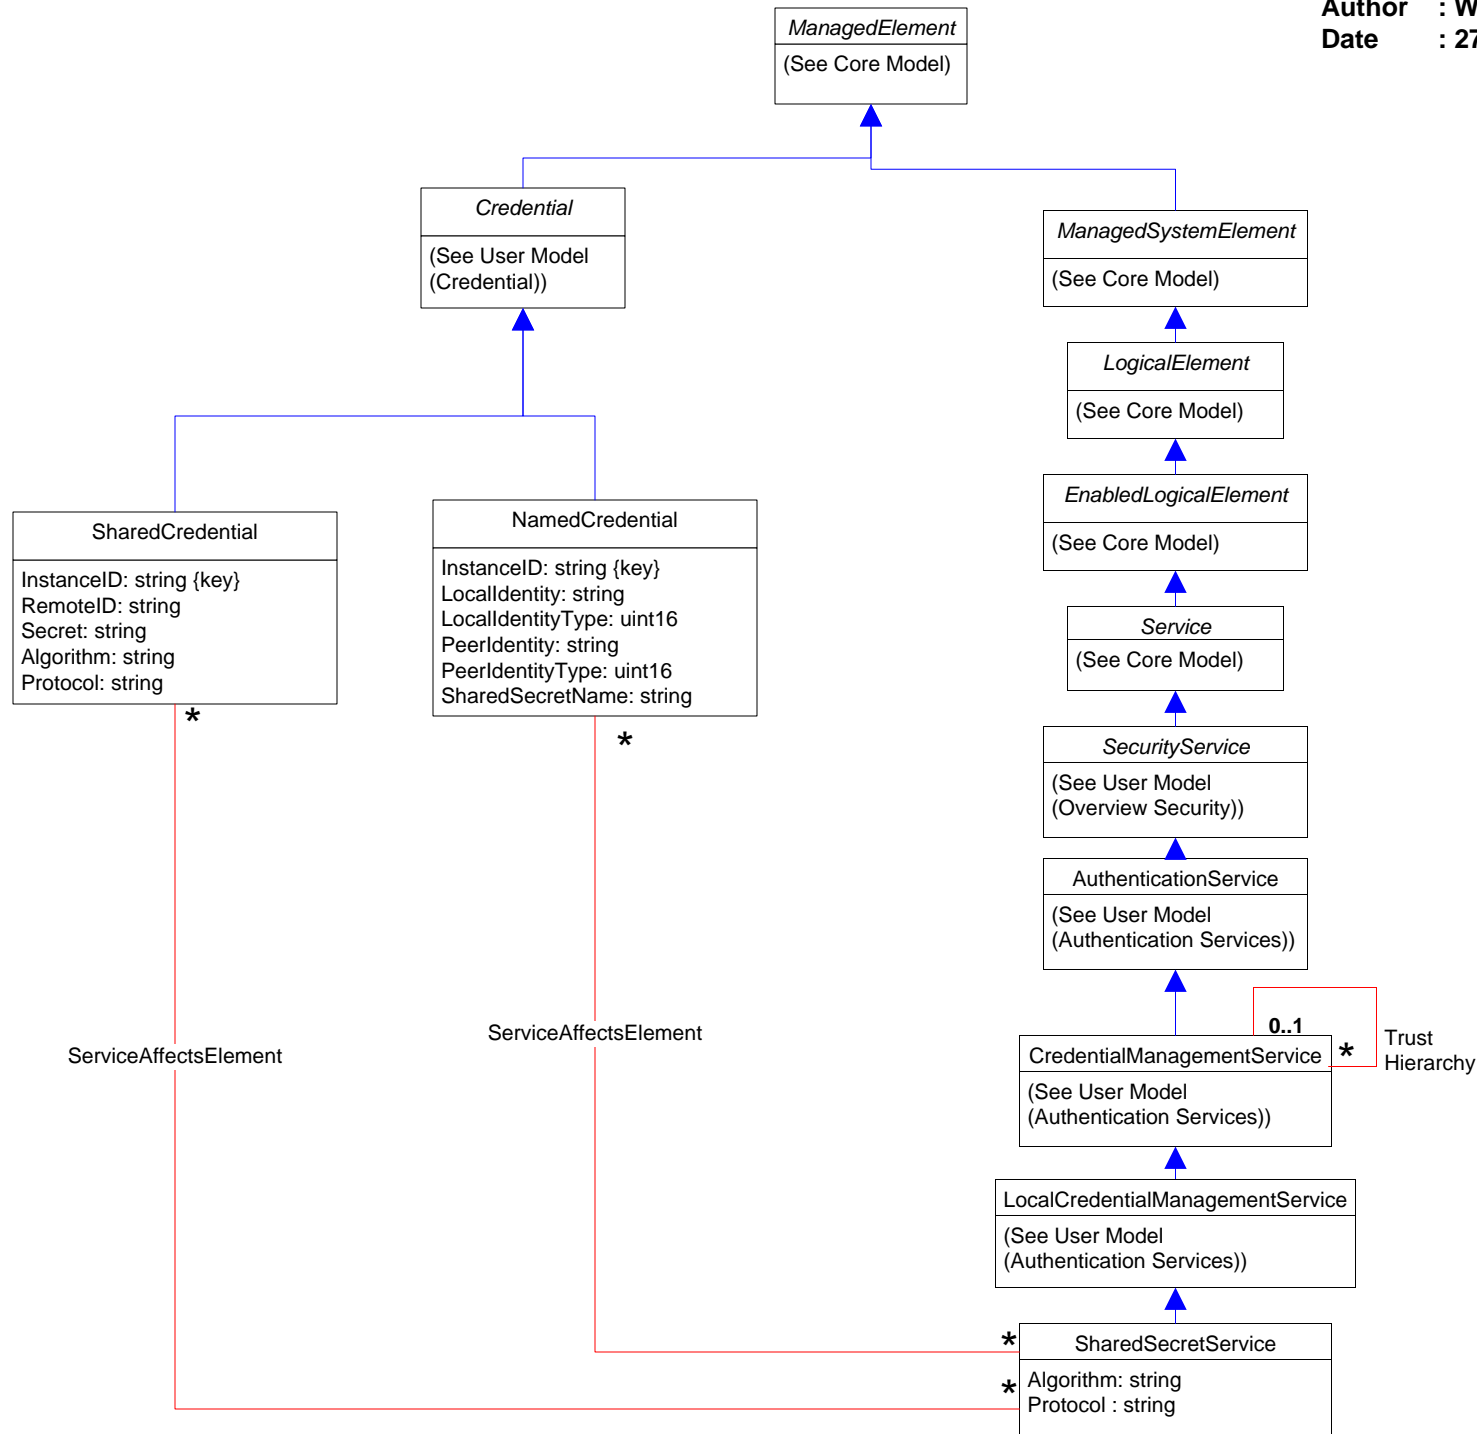 Author : W
Date : 27
ManagedElement
(See Core Model)
Credential
(See User Model
(Credential))
ManagedSystemElement
(See Core Model)
LogicalElement
(See Core Model)
EnabledLogicalElement
(See Core Model)
SharedCredential
InstanceID: string {key}
RemoteID: string
Secret: string
Algorithm: string
Protocol: string
*
NamedCredential
InstanceID: string {key}
LocalIdentity: string
LocalIdentityType: uint16
PeerIdentity: string
PeerIdentityType: uint16
SharedSecretName: string
*
Service
(See Core Model)
SecurityService
(See User Model
(Overview Security))
AuthenticationService
(See User Model
(Authentication Services))
ServiceAffectsElement
ServiceAffectsElement
0..1
*
Trust
Hierarchy
CredentialManagementService
(See User Model
(Authentication Services))
LocalCredentialManagementService
(See User Model
(Authentication Services))
*
*
SharedSecretService
Algorithm: string
Protocol : string